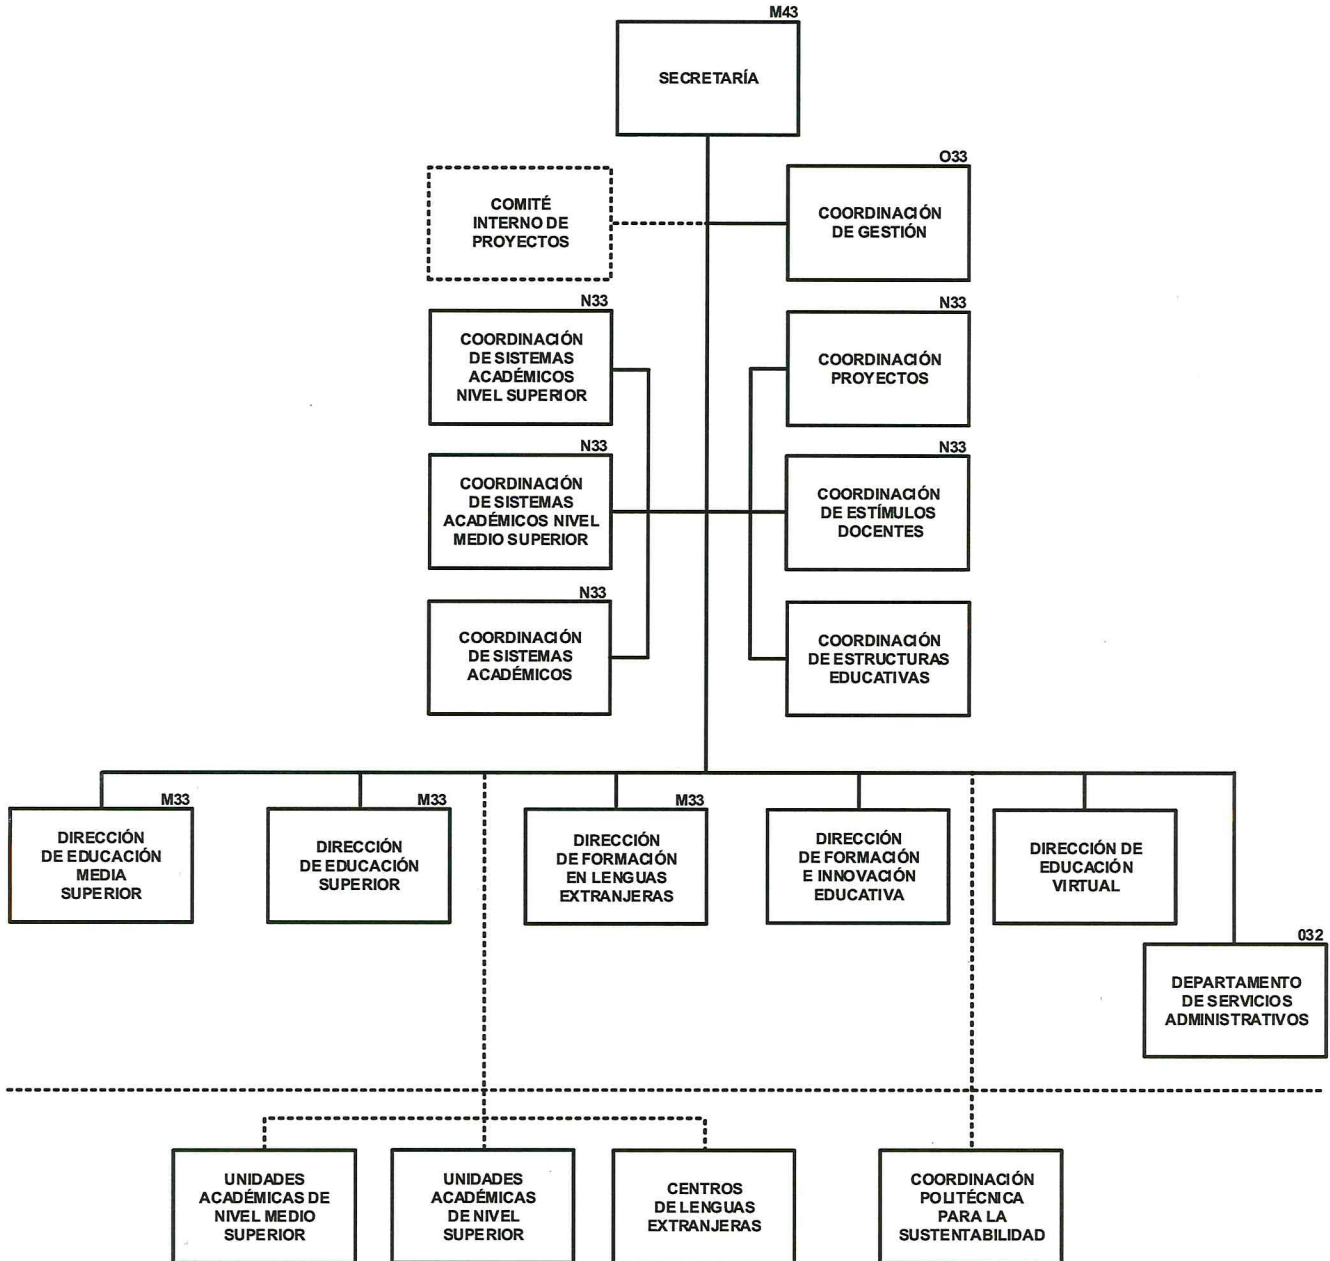 M43
SECRETARÍA
COMITÉ
INTERNO DE
PROYECTOS
O33
COORDINACIÓN
DE GESTIÓN
N33
COORDINACIÓN
DE SISTEMAS
ACADÉMICOS
NIVEL SUPERIOR
N33
COORDINACIÓN
PROYECTOS
N33
COORDINACIÓN
DE SISTEMAS
ACADÉMICOS NIVEL
MEDIO SUPERIOR
N33
COORDINACIÓN
DE ESTÍMULOS
DOCENTES
N33
COORDINACIÓN
DE SISTEMAS
ACADÉMICOS
COORDINACIÓN
DE ESTRUCTURAS
EDUCATIVAS
M33
DIRECCIÓN
DE EDUCACIÓN
MEDIA
SUPERIOR
M33
DIRECCIÓN
DE EDUCACIÓN
SUPERIOR
M33
DIRECCIÓN
DE FORMACIÓN
EN LENGUAS
EXTRANJERAS
DIRECCIÓN
DE FORMACIÓN
E INNOVACIÓN
EDUCATIVA
DIRECCIÓN DE
EDUCACIÓN
VIRTUAL
032
DEPARTAMENTO
DE SERVICIOS
ADMINISTRATIVOS
UNIDADES
ACADÉMICAS DE
NIVEL MEDIO
SUPERIOR
UNIDADES
ACADÉMICAS
DE NIVEL
SUPERIOR
CENTROS
DE LENGUAS
EXTRANJERAS
COORDINACIÓN
POLITÉCNICA
PARA LA
SUSTENTABILIDAD